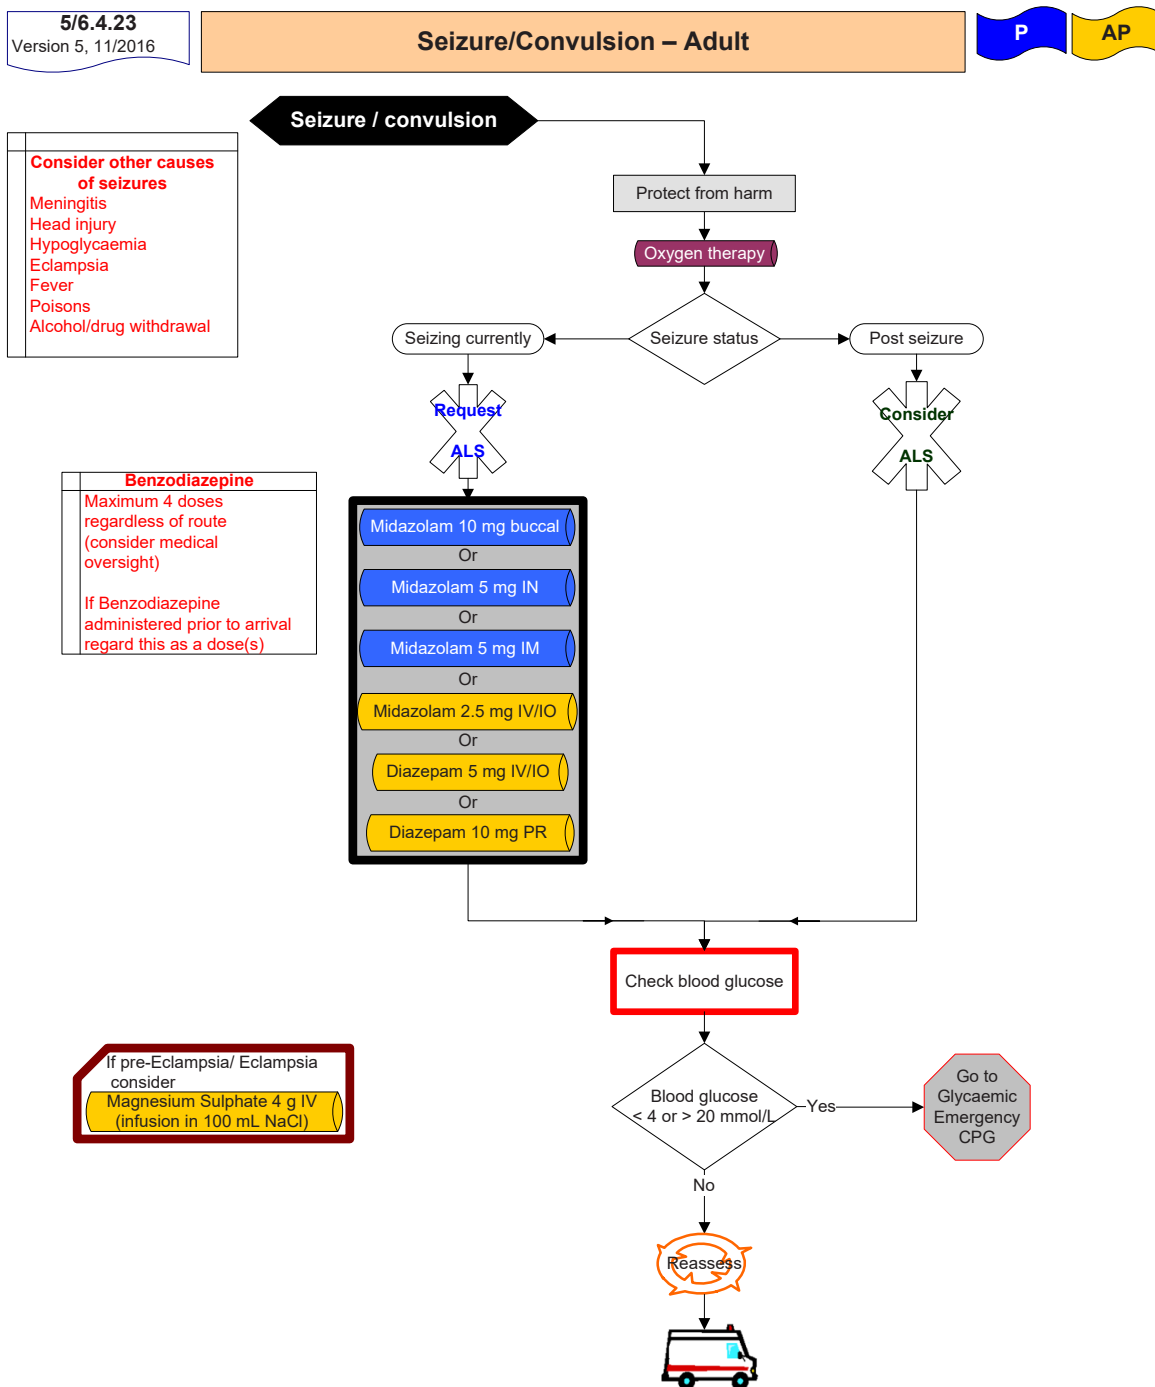 5/6.4.23
Version 5, 11/2016
Seizure/Convulsion – Adult
P
AP
Seizure / convulsion
Consider other causes
of seizures
Meningitis
Head injury
Hypoglycaemia
Eclampsia
Fever
Poisons
Alcohol/drug withdrawal
Protect from harm
Oxygen therapy
Seizing currently
Seizure status
Post seizure
Request
ALS
Consider
ALS
Benzodiazepine
Maximum 4 doses
regardless of route
(consider medical
oversight)
If Benzodiazepine
administered prior to arrival
regard this as a dose(s)
Midazolam 10 mg buccal
Or
Midazolam 5 mg IN
Or
Midazolam 5 mg IM
Or
Midazolam 2.5 mg IV/IO
Or
Diazepam 5 mg IV/IO
Or
Diazepam 10 mg PR
Check blood glucose
If pre-Eclampsia/ Eclampsia
consider
Magnesium Sulphate 4 g IV
(infusion in 100 mL NaCl)
Blood glucose
< 4 or > 20 mmol/L
Yes
Go to
Glycaemic
Emergency
CPG
No
Reassess